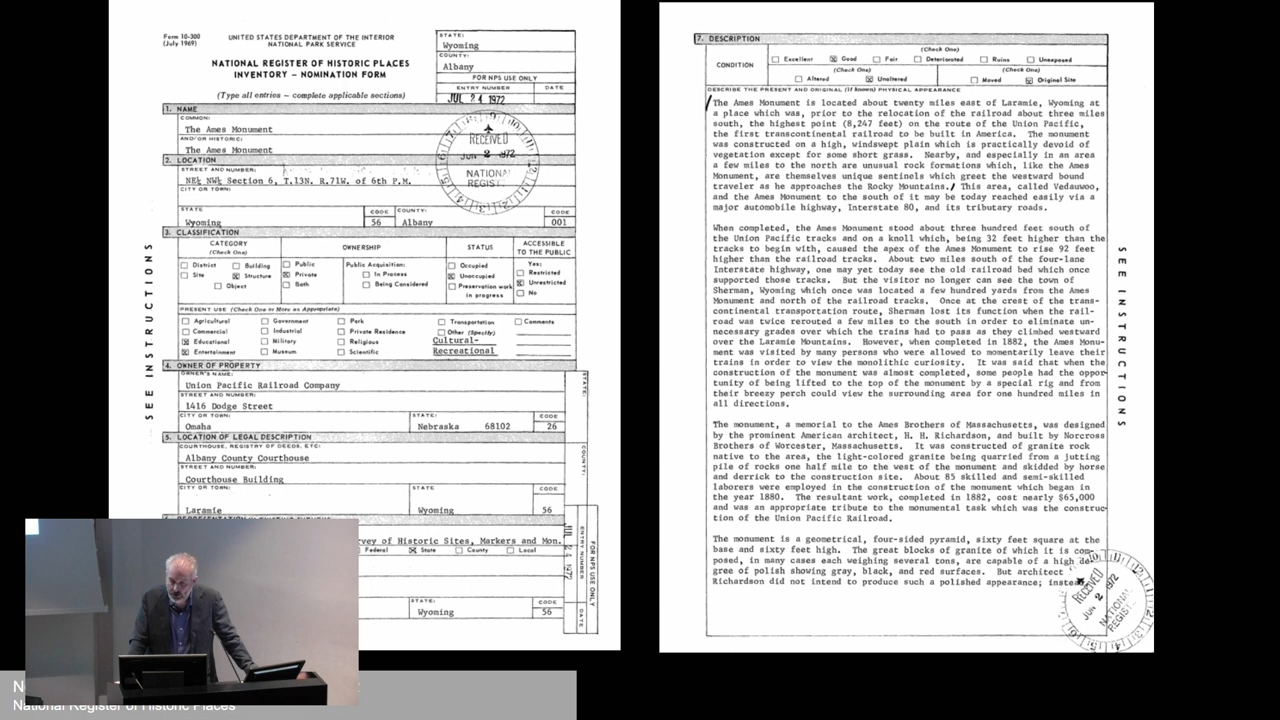 Form 10-300
(July 1969)
UNITED STATES DEPARTMENT OF THE INTERIOR
NATIONAL PARK SERVICE
NATIONAL REGISTER OF HISTORIC PLACES
INVENTORY - NOMINATION FORM
(Type all entries - complete applicable sections)
STATE:
Wyoming
COUNTY:
Albany
FOR NPS USE ONLY
ENTRY NUMBER DATE
JUL 24 1972
SEE INSTRUCTIONS
1. NAME
COMMON:
The Ames Monument
AND/OR HISTORIC:
The Ames Monument
RECEIVED
JUN 2 1972
NATIONAL
2. LOCATION
STREET AND NUMBER:
NE¼ NW¼ Section 6, T.13N. R.71W. of 6th P.M.
CITY OR TOWN:
STATE CODE COUNTY: CODE
Wyoming 56 Albany 001
3. CLASSIFICATION
CATEGORY
(Check One)
OWNERSHIP
STATUS
ACCESSIBLE
TO THE PUBLIC
District Building
Site Structure
Object
Public
Private
Both
Public Acquisition:
In Process
Being Considered
Occupied
Unoccupied
Preservation work
in progress
Yes:
Restricted
Unrestricted
No
PRESENT USE (Check One or More as Appropriate)
Agricultural Government Park Transportation Comments
Commercial Industrial Private Residence Other (Specify)
Educational Military Religious Cultural-
Entertainment Museum Scientific Recreational
4. OWNER OF PROPERTY
OWNER'S NAME:
Union Pacific Railroad Company
STREET AND NUMBER:
1416 Dodge Street
CITY OR TOWN: STATE: CODE
Omaha Nebraska 68102 26
5. LOCATION OF LEGAL DESCRIPTION
COURTHOUSE, REGISTRY OF DEEDS, ETC:
Albany County Courthouse
STREET AND NUMBER:
Courthouse Building
CITY OR TOWN: STATE CODE
Laramie Wyoming 56
of Historic Sites, Markers and Mon.
Federal State County Local
CODE
Wyoming 56
STATE:
COUNTY:
ENTRY NUMBER
DATE
FOR NPS USE ONLY
7. DESCRIPTION
CONDITION
(Check One)
Excellent Good Fair Deteriorated Ruins Unexposed
(Check One) (Check One)
Altered Unaltered Moved Original Site
DESCRIBE THE PRESENT AND ORIGINAL (if known) PHYSICAL APPEARANCE
The Ames Monument is located about twenty miles east of Laramie, Wyoming at
a place which was, prior to the relocation of the railroad about three miles
south, the highest point (8,247 feet) on the route of the Union Pacific,
the first transcontinental railroad to be built in America. The monument
was constructed on a high, windswept plain which is practically devoid of
vegetation except for some short grass. Nearby, and especially in an area
a few miles to the north are unusual rock formations which, like the Ames
Monument, are themselves unique sentinels which greet the westward bound
traveler as he approaches the Rocky Mountains. This area, called Vedauwoo,
and the Ames Monument to the south of it may be today reached easily via a
major automobile highway, Interstate 80, and its tributary roads.
When completed, the Ames Monument stood about three hundred feet south of
the Union Pacific tracks and on a knoll which, being 32 feet higher than the
tracks to begin with, caused the apex of the Ames Monument to rise 92 feet
higher than the railroad tracks. About two miles south of the four-lane
Interstate highway, one may yet today see the old railroad bed which once
supported those tracks. But the visitor no longer can see the town of
Sherman, Wyoming which once was located a few hundred yards from the Ames
Monument and north of the railroad tracks. Once at the crest of the trans-
continental transportation route, Sherman lost its function when the rail-
road was twice rerouted a few miles to the south in order to eliminate un-
necessary grades over which the trains had to pass as they climbed westward
over the Laramie Mountains. However, when completed in 1882, the Ames Monu-
ment was visited by many persons who were allowed to momentarily leave their
trains in order to view the monolithic curiosity. It was said that when the
construction of the monument was almost completed, some people had the oppor-
tunity of being lifted to the top of the monument by a special rig and from
their breezy perch could view the surrounding area for one hundred miles in
all directions.
The monument, a memorial to the Ames Brothers of Massachusetts, was designed
by the prominent American architect, H. H. Richardson, and built by Norcross
Brothers of Worcester, Massachusetts. It was constructed of granite rock
native to the area, the light-colored granite being quarried from a jutting
pile of rocks one half mile to the west of the monument and skidded by horse
and derrick to the construction site. About 85 skilled and semi-skilled
laborers were employed in the construction of the monument which began in
the year 1880. The resultant work, completed in 1882, cost nearly $65,000
and was an appropriate tribute to the monumental task which was the construc-
tion of the Union Pacific Railroad.
The monument is a geometrical, four-sided pyramid, sixty feet square at the
base and sixty feet high. The great blocks of granite of which it is com-
posed, in many cases each weighing several tons, are capable of a high de-
gree of polish showing gray, black, and red surfaces. But architect
Richardson did not intend to produce such a polished appearance; instea
SEE INSTRUCTIONS
RECEIVED
JUN 2 1972
NATIONAL
National Register of Historic Places